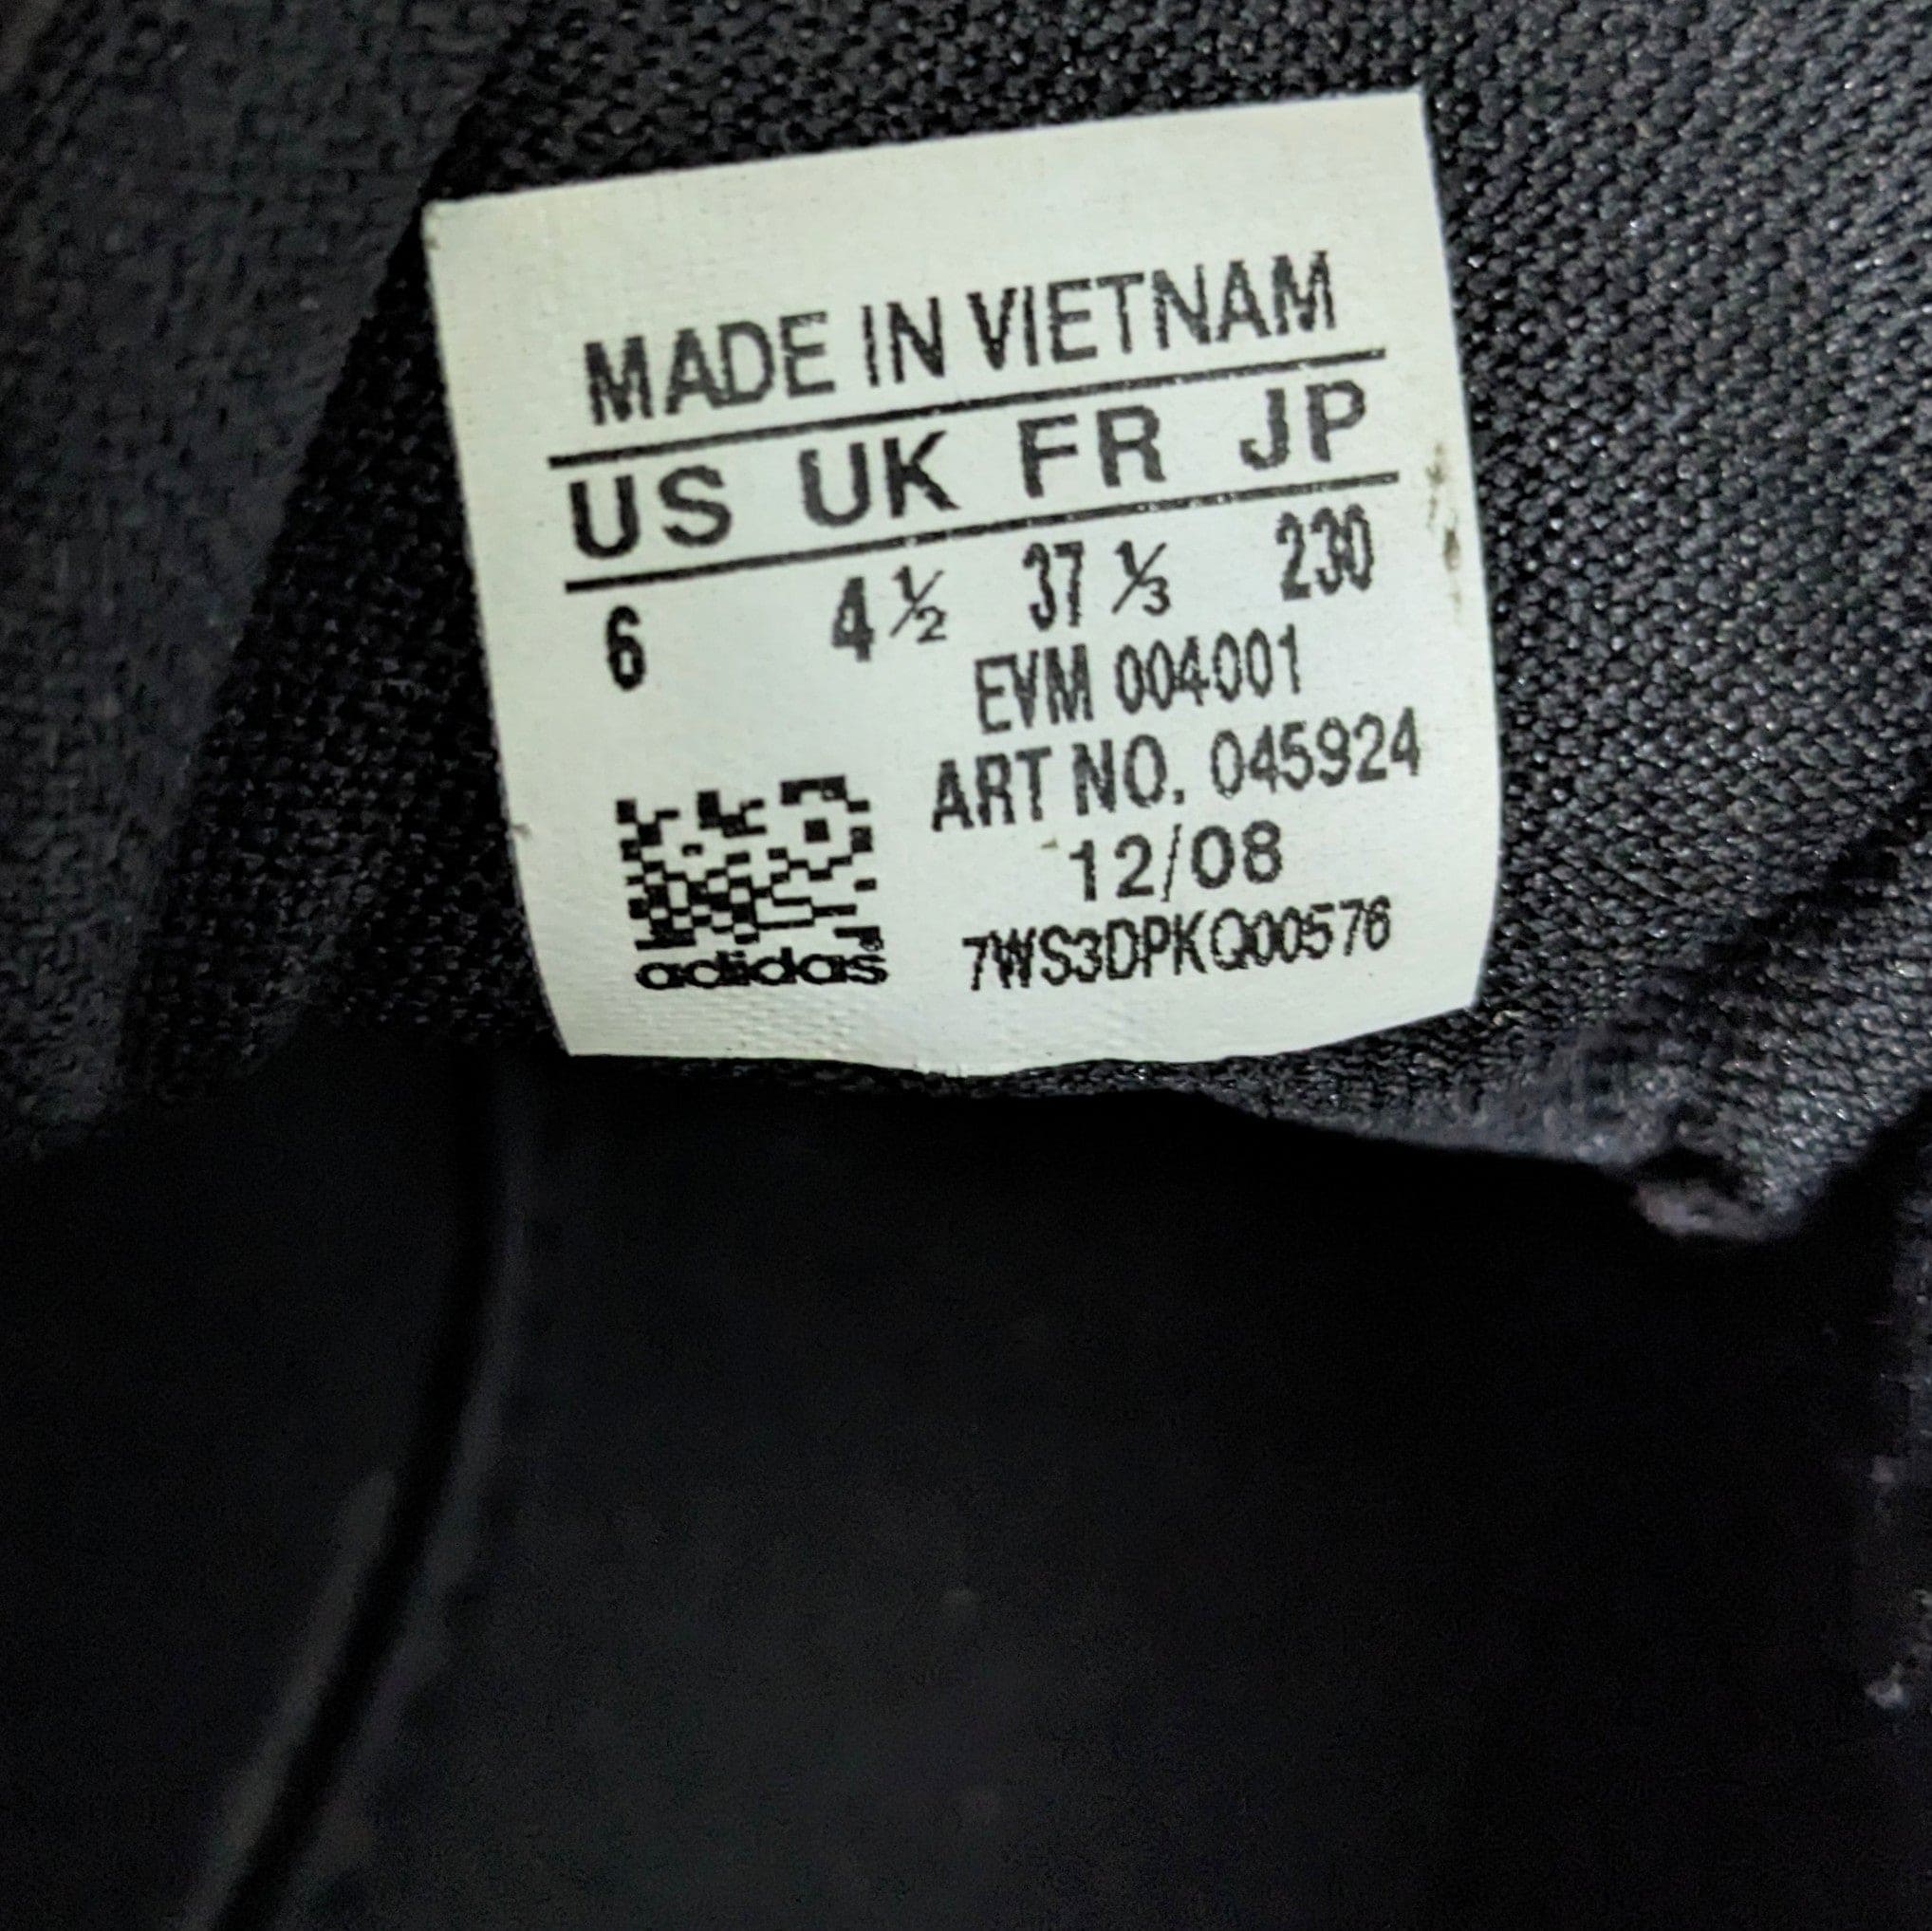 MADE IN VIETNAM
US UK FR JP
6 4½ 37⅓ 230
EVM 004001
ART NO. 045924
12/08
7WS3DPKQ00576
adidas®